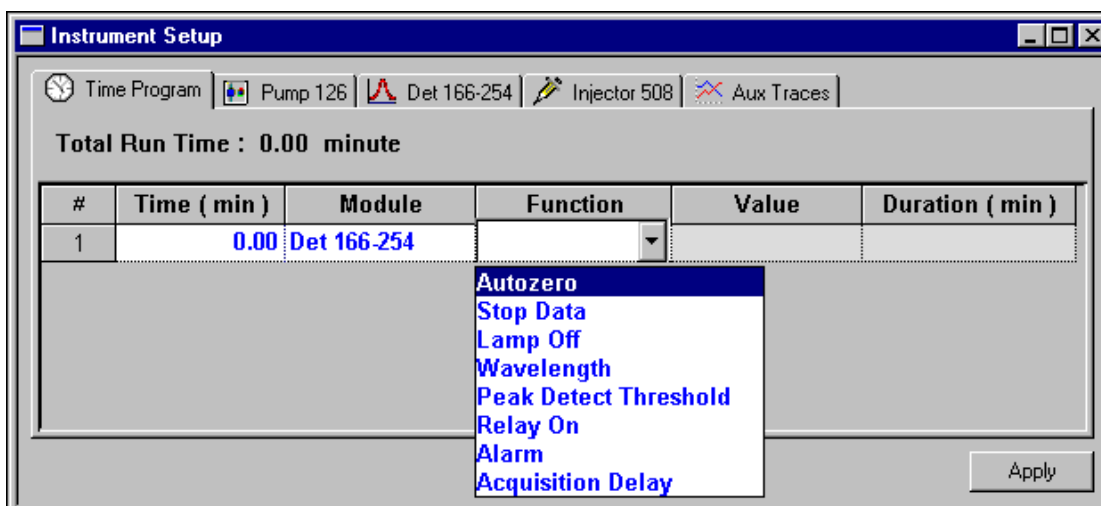 Instrument Setup
Time Program Pump 126 Det 166-254 Injector 508 Aux Traces
Total Run Time : 0.00 minute
# Time ( min ) Module Function Value Duration ( min )
1 0.00 Det 166-254
Autozero
Stop Data
Lamp Off
Wavelength
Peak Detect Threshold
Relay On
Alarm
Acquisition Delay
Apply